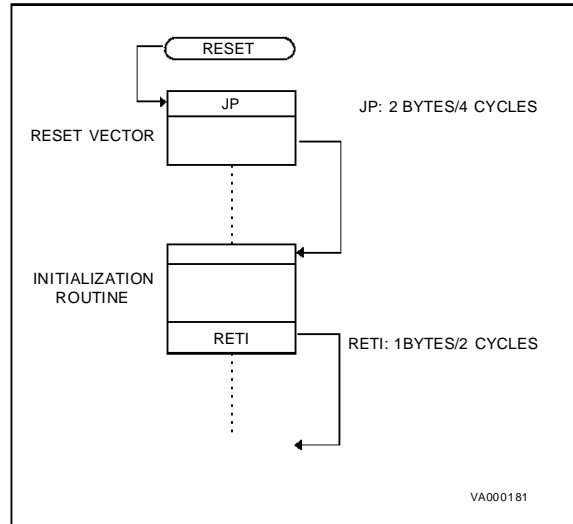 RESET
JP
JP: 2 BYTES/4 CYCLES
RESET VECTOR
INITIALIZATION
ROUTINE
RETI
RETI: 1BYTES/2 CYCLES
VA000181